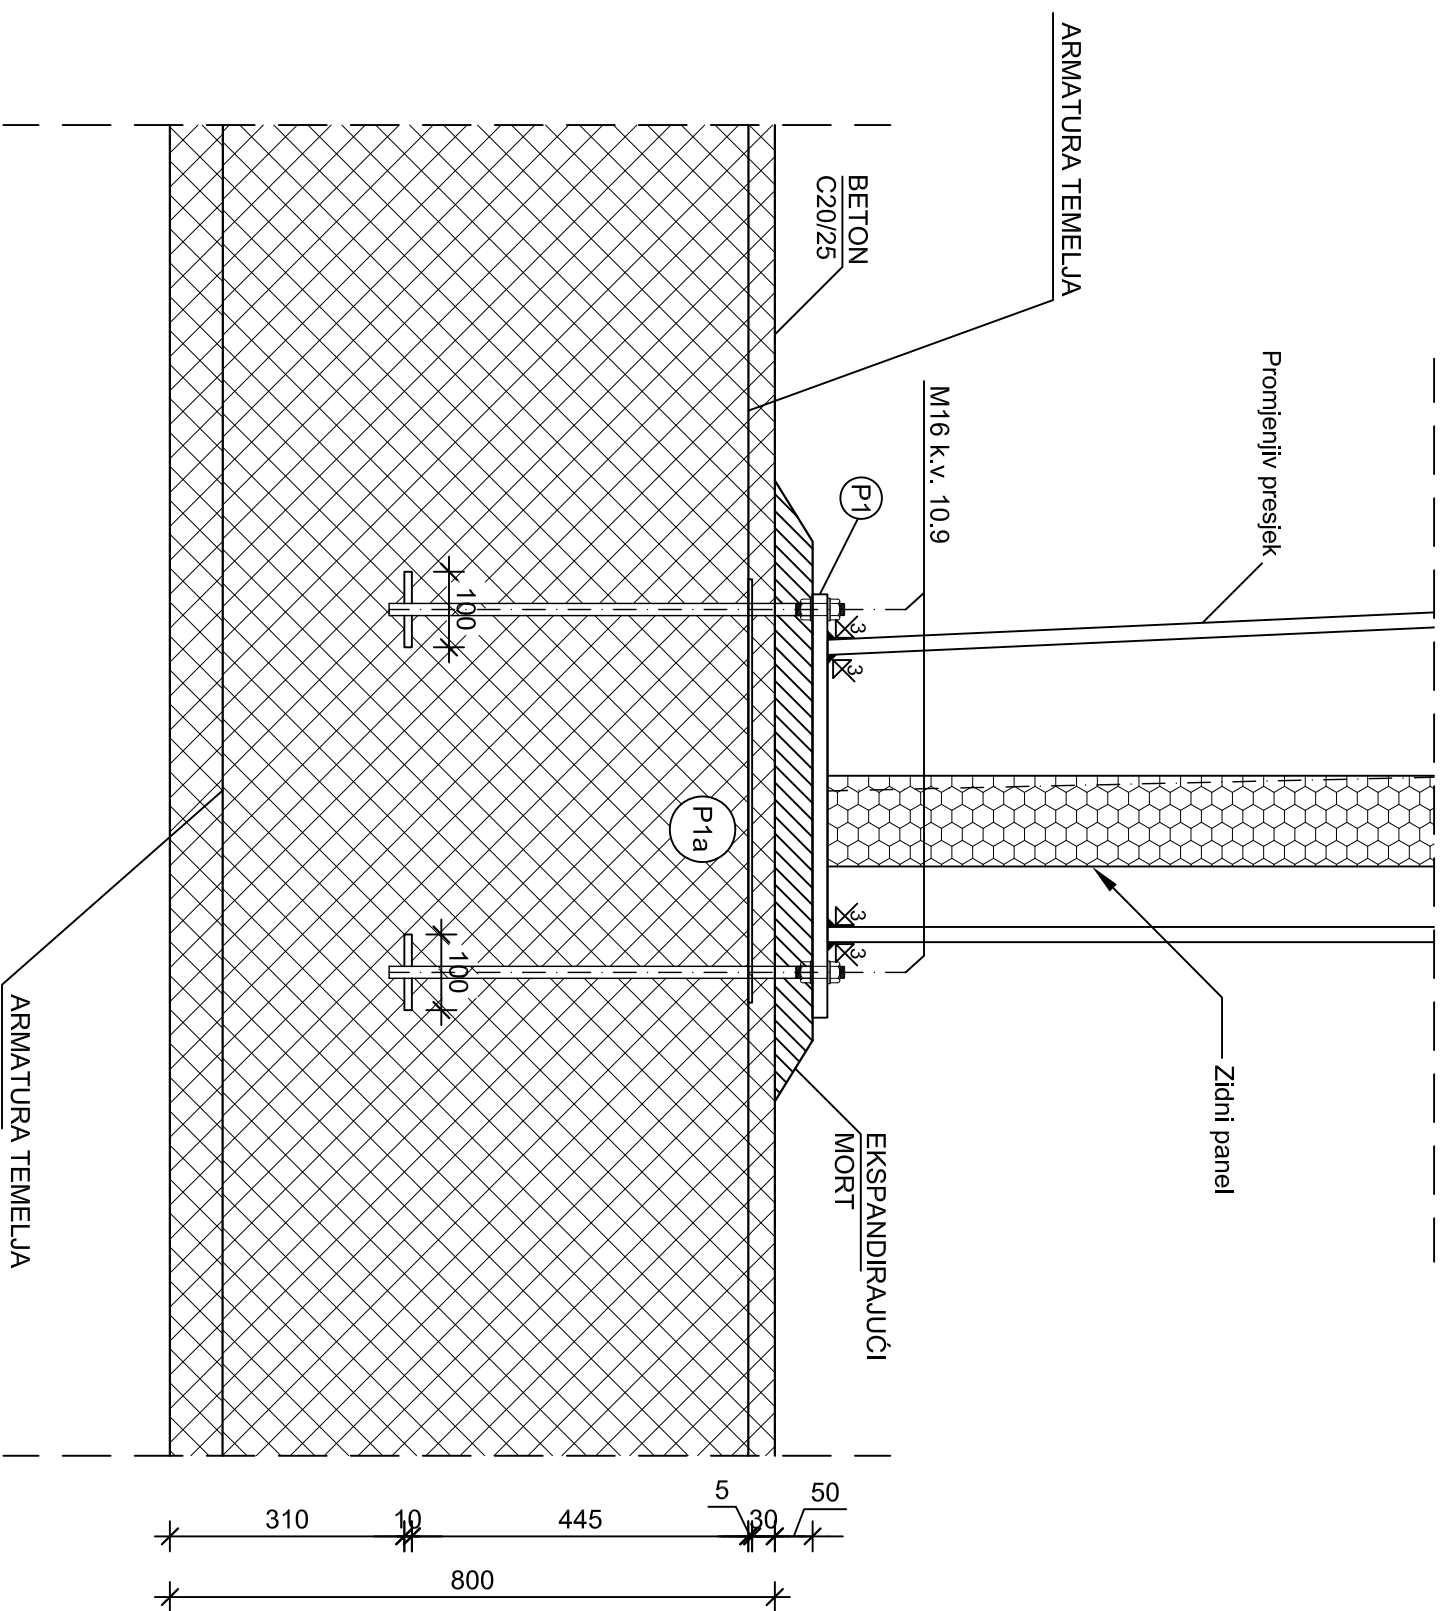 ARMATURA TEMELJA
BETON
C20/25
Promjenjiv presjek
M16 k.v. 10.9
P1
3
3
100
P1a
3
3
100
Zidni panel
EKSPANDIRAJUĆI
MORT
ARMATURA TEMELJA
310
10
445
5
30
50
800